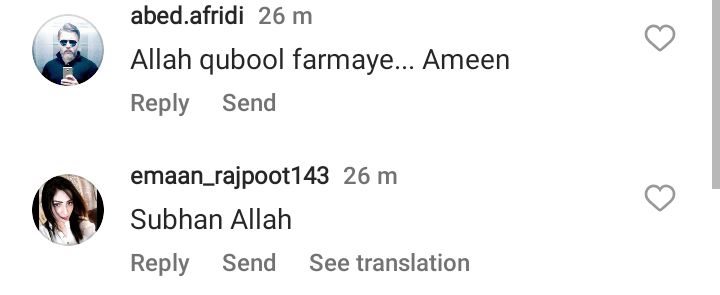 abed.afridi 26 m
Allah qubool farmaye... Ameen
Reply Send
emaan_rajpoot143 26 m
Subhan Allah
Reply Send See translation